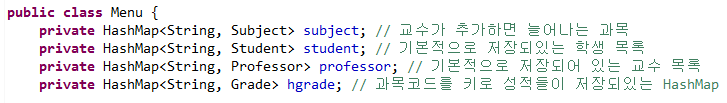 public class Menu {
private HashMap<String, Subject> subject; // 교수가 추가하면 늘어나는 과목
private HashMap<String, Student> student; // 기본적으로 저장되있는 학생 목록
private HashMap<String, Professor> professor; // 기본적으로 저장되어 있는 교수 목록
private HashMap<String, Grade> hgrade; // 과목코드를 키로 성적들이 저장되있는 HashMap